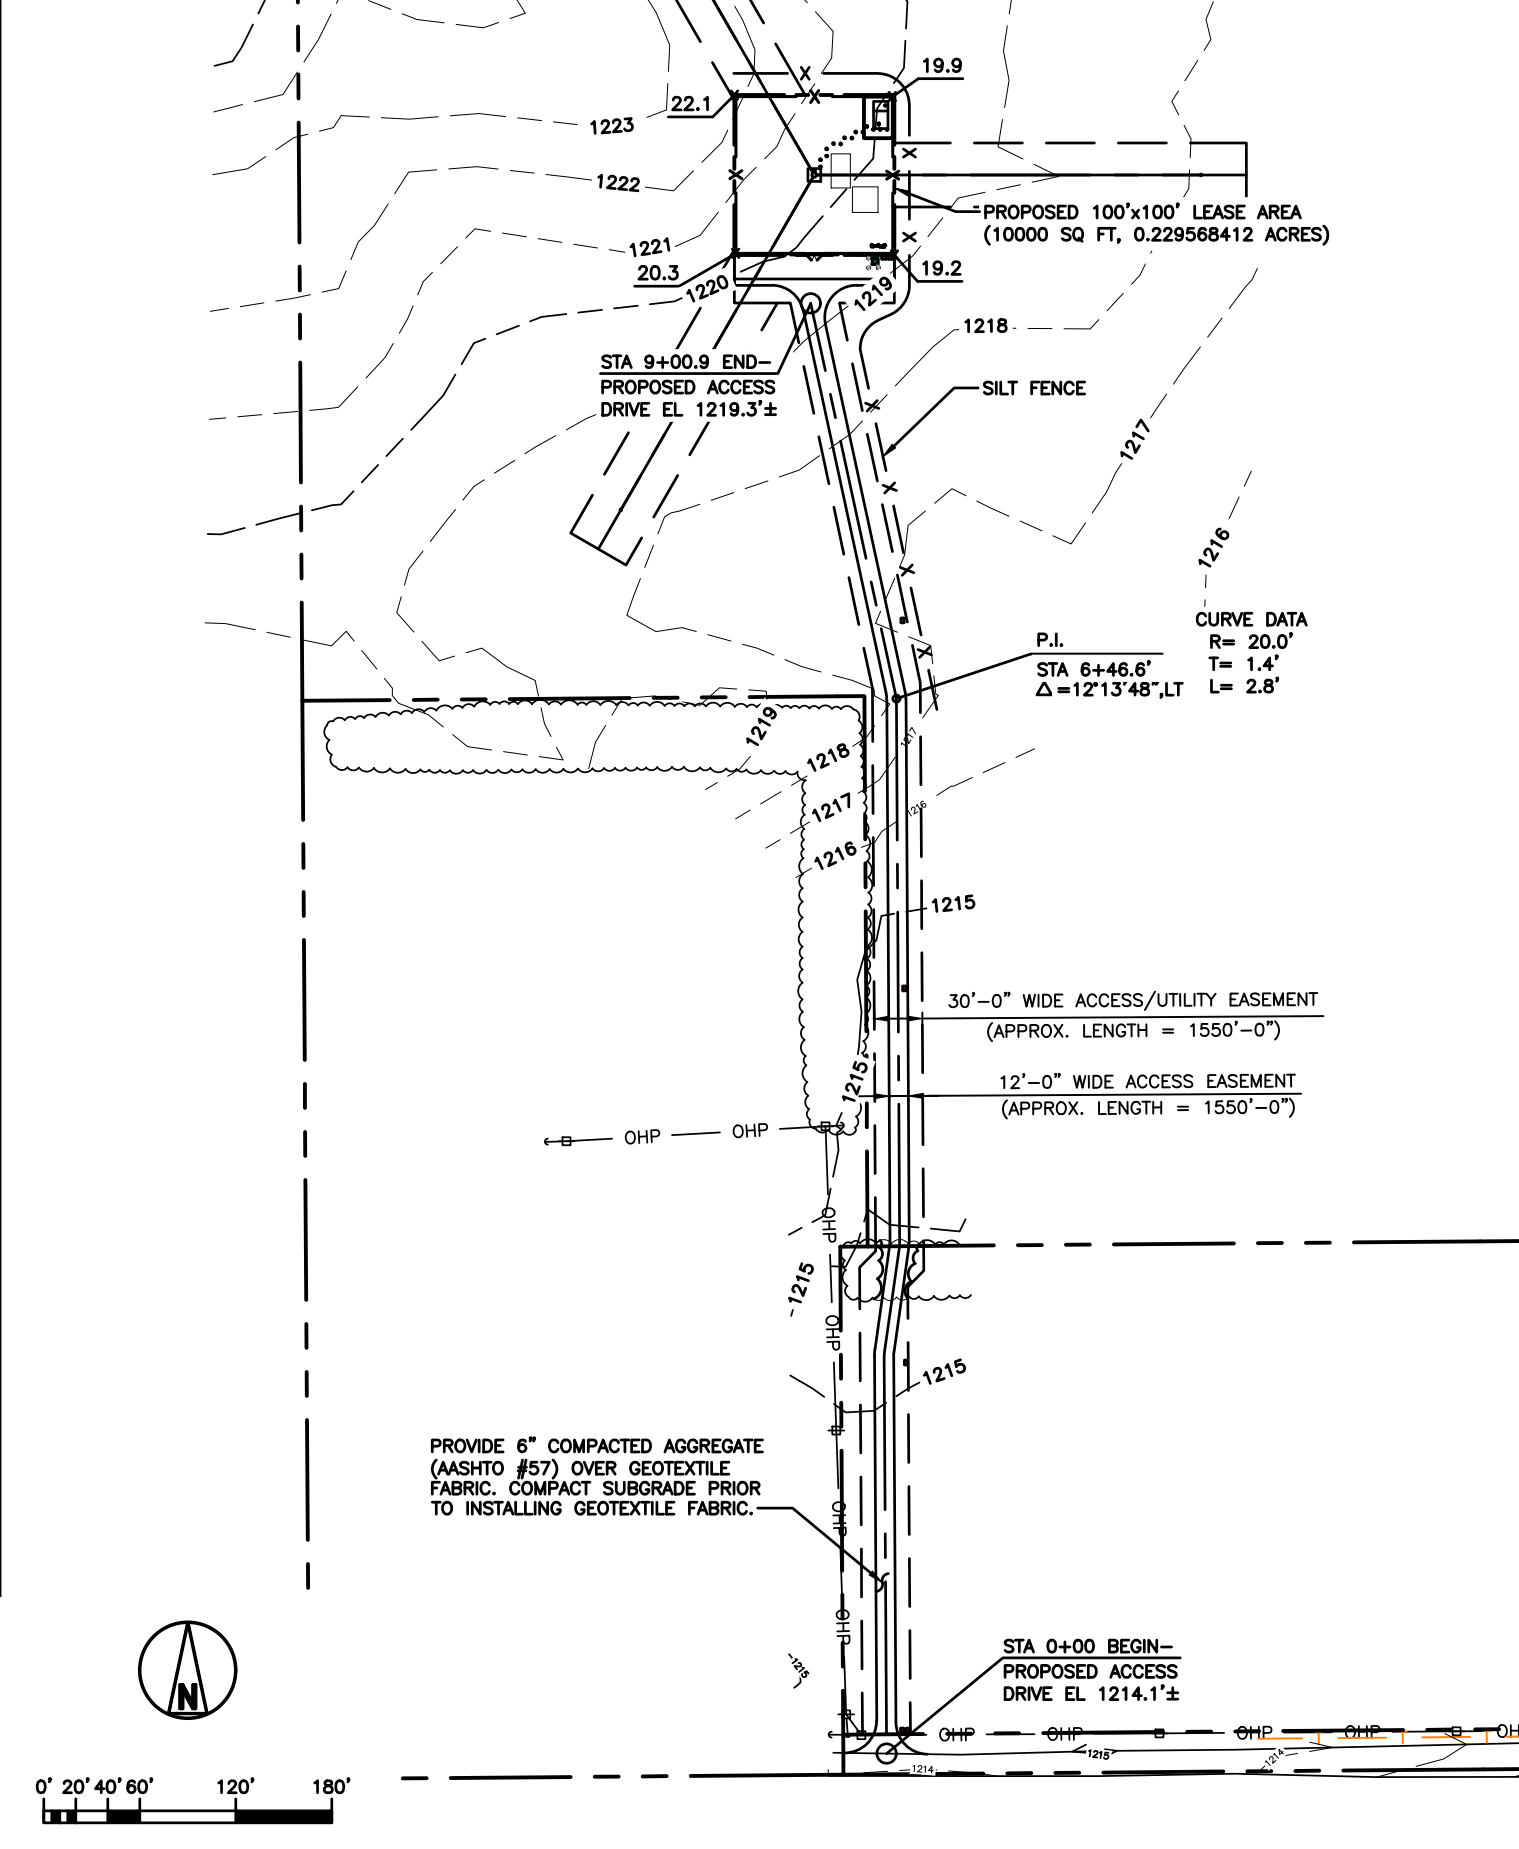 19.9
22.1
1223
1222
1221
PROPOSED 100'x100' LEASE AREA
(10000 SQ FT, 0.229568412 ACRES)
20.3
19.2
1220
1219
1218
STA 9+00.9 END-
PROPOSED ACCESS
DRIVE EL 1219.3'±
SILT FENCE
1217
1216
CURVE DATA
R= 20.0'
T= 1.4'
L= 2.8'
P.I.
STA 6+46.6'
Δ=12°13'48",LT
1219
1218
1217
1217
1216
1216
1215
30'-0" WIDE ACCESS/UTILITY EASEMENT
(APPROX. LENGTH = 1550'-0")
12'-0" WIDE ACCESS EASEMENT
(APPROX. LENGTH = 1550'-0")
1215
OHP OHP
OHP
1215
OHP
1215
PROVIDE 6" COMPACTED AGGREGATE
(AASHTO #57) OVER GEOTEXTILE
FABRIC. COMPACT SUBGRADE PRIOR
TO INSTALLING GEOTEXTILE FABRIC.
OHP
OHP
1215
STA 0+00 BEGIN-
PROPOSED ACCESS
DRIVE EL 1214.1'±
N
OHP OHP OHP OHP OH
1215
1214
1214
0' 20' 40' 60' 120' 180'